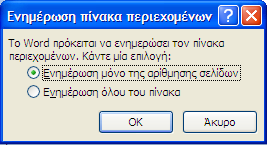 Ενημέρωση πίνακα περιεχομένων
Το Word πρόκειται να ενημερώσει τον πίνακα
περιεχομένων. Κάντε μία επιλογή:
Ενημέρωση μόνο της αρίθμησης σελίδων
Ενημέρωση όλου του πίνακα
OK
Άκυρο